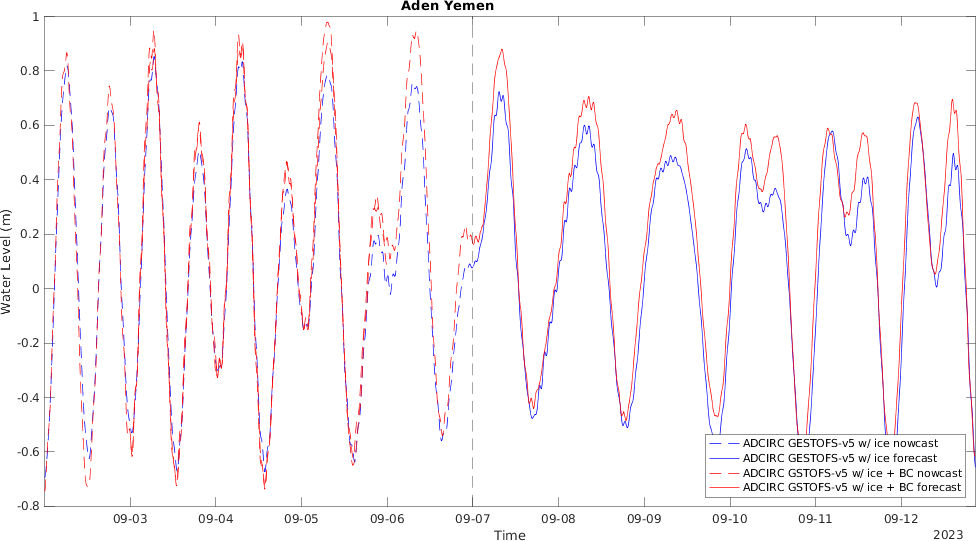 Aden Yemen
Water Level (m)
1
0.8
0.6
0.4
0.2
0
-0.2
-0.4
-0.6
-0.8
ADCIRC GESTOFS-v5 w/ ice nowcast
ADCIRC GESTOFS-v5 w/ ice forecast
ADCIRC GSTOFS-v5 w/ ice + BC nowcast
ADCIRC GSTOFS-v5 w/ ice + BC forecast
09-03 09-04 09-05 09-06 09-07 09-08 09-09 09-10 09-11 09-12
Time
2023